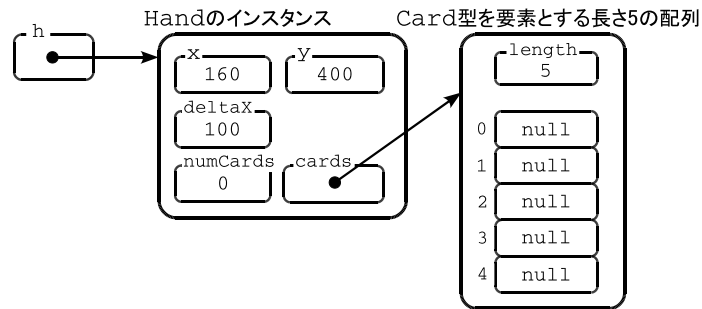 h
Handのインスタンス
x
160
y
400
deltaX
100
numCards
0
cards
Card型を要素とする長さ5の配列
length
5
0 null
1 null
2 null
3 null
4 null